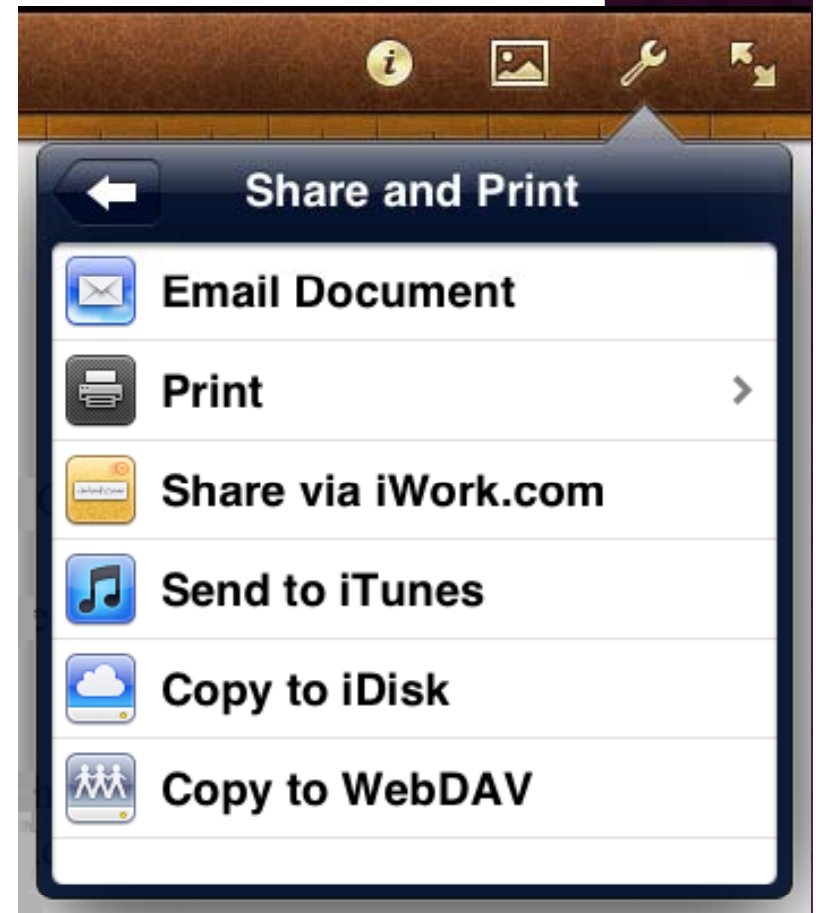 Share and Print
Email Document
Print
Share via iWork.com
Send to iTunes
Copy to iDisk
Copy to WebDAV